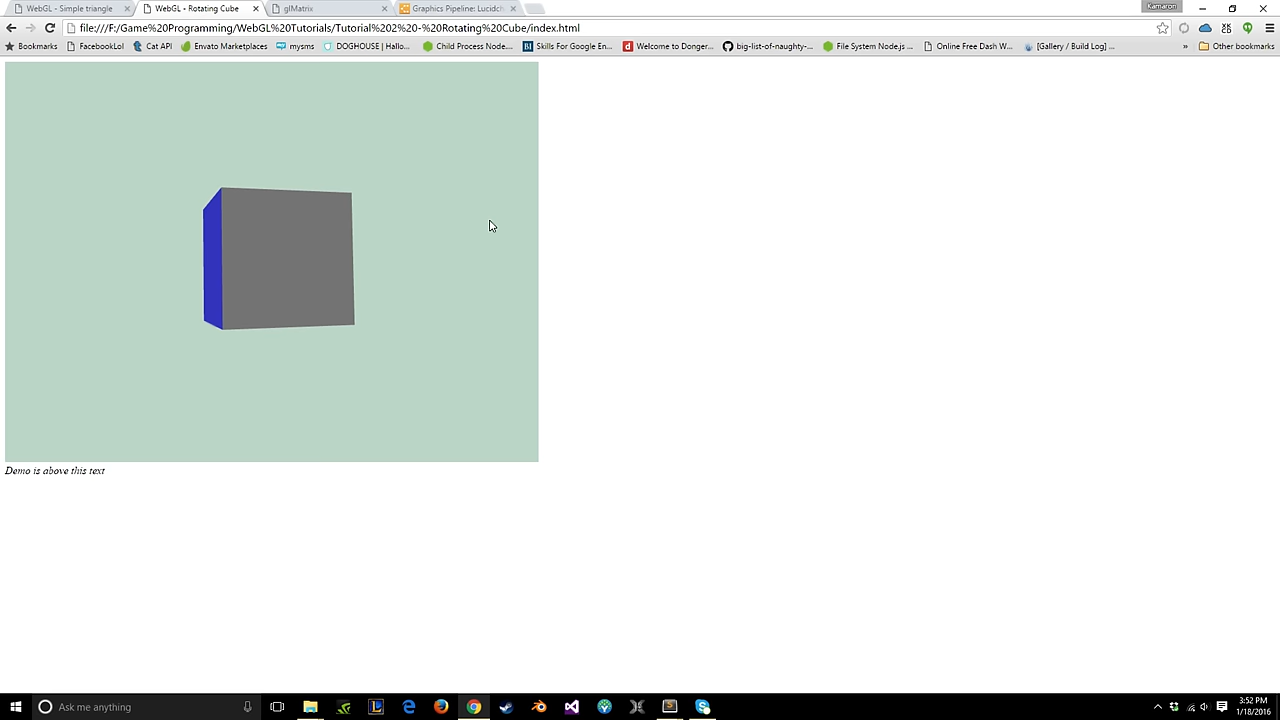 WebGL - Simple triangle
WebGL - Rotating Cube
glMatrix
Graphics Pipeline: Lucidch
Kamaron
file:///F:/Game%20Programming/WebGL%20Tutorials/Tutorial%202%20-%20Rotating%20Cube/index.html
Bookmarks FacebookLol Cat API Envato Marketplaces mysms DOGHOUSE | Hallo... Child Process Node.... Skills For Google En... Welcome to Donger... big-list-of-naughty-... File System Node.js ... Online Free Dash W... [Gallery / Build Log] ... » Other bookmarks
Demo is above this text
Ask me anything
3:52 PM
1/18/2016